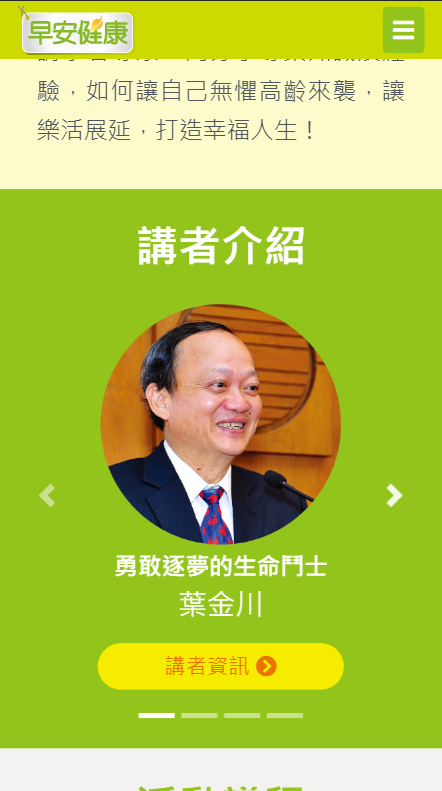 早安健康
驗，如何讓自己無懼高齡來襲，讓
樂活展延，打造幸福人生！
講者介紹
勇敢逐夢的生命鬥士
葉金川
講者資訊